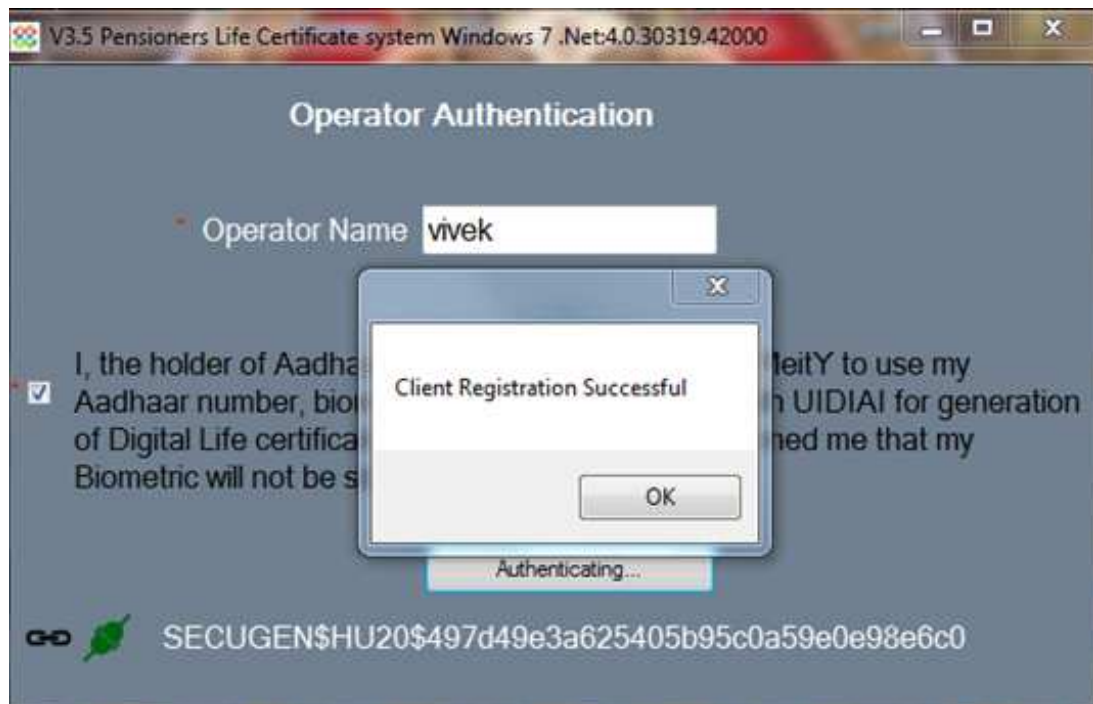 V3.5 Pensioners Life Certificate system Windows 7 .Net:4.0.30319.42000
Operator Authentication
* Operator Name vivek
Client Registration Successful
OK
* I, the holder of Aadha MeitY to use my
Aadhaar number, bio UIDIAI for generation
of Digital Life certifica me that my
Biometric will not be s
Authenticating...
SECUGEN$HU20$497d49e3a625405b95c0a59e0e98e6c0